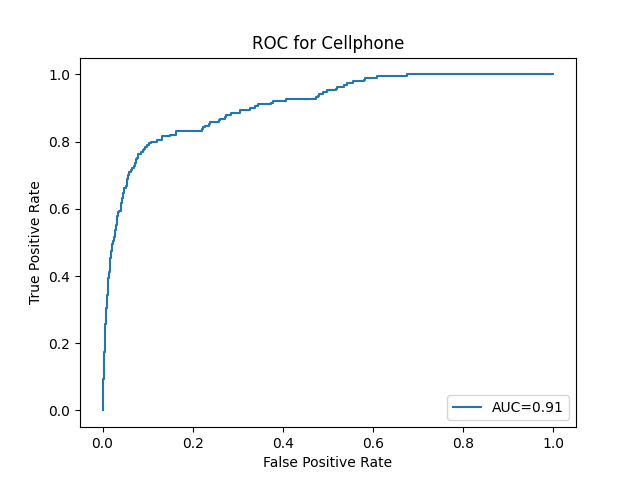 ROC for Cellphone
1.0
0.8
0.6
0.4
0.2
0.0
True Positive Rate
AUC=0.91
0.0 0.2 0.4 0.6 0.8 1.0
False Positive Rate